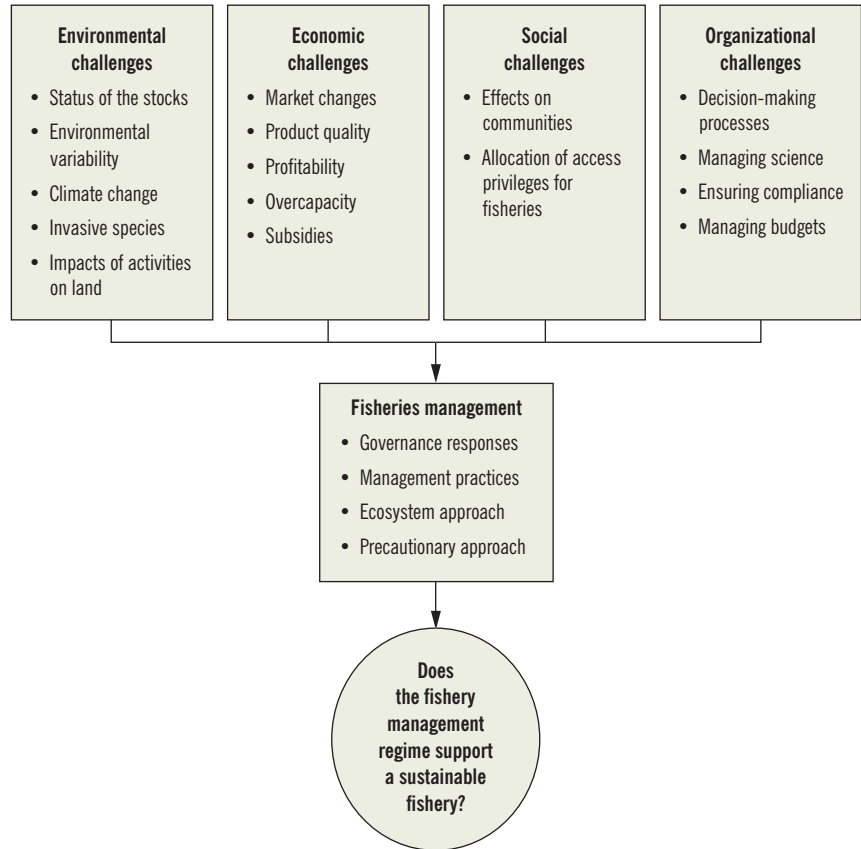 Environmental
challenges
• Status of the stocks
• Environmental
variability
• Climate change
• Invasive species
• Impacts of activities
on land
Economic
challenges
• Market changes
• Product quality
• Profitability
• Overcapacity
• Subsidies
Social
challenges
• Effects on
communities
• Allocation of access
privileges for
fisheries
Organizational
challenges
• Decision-making
processes
• Managing science
• Ensuring compliance
• Managing budgets
Fisheries management
• Governance responses
• Management practices
• Ecosystem approach
• Precautionary approach
Does
the fishery
management
regime support
a sustainable
fishery?